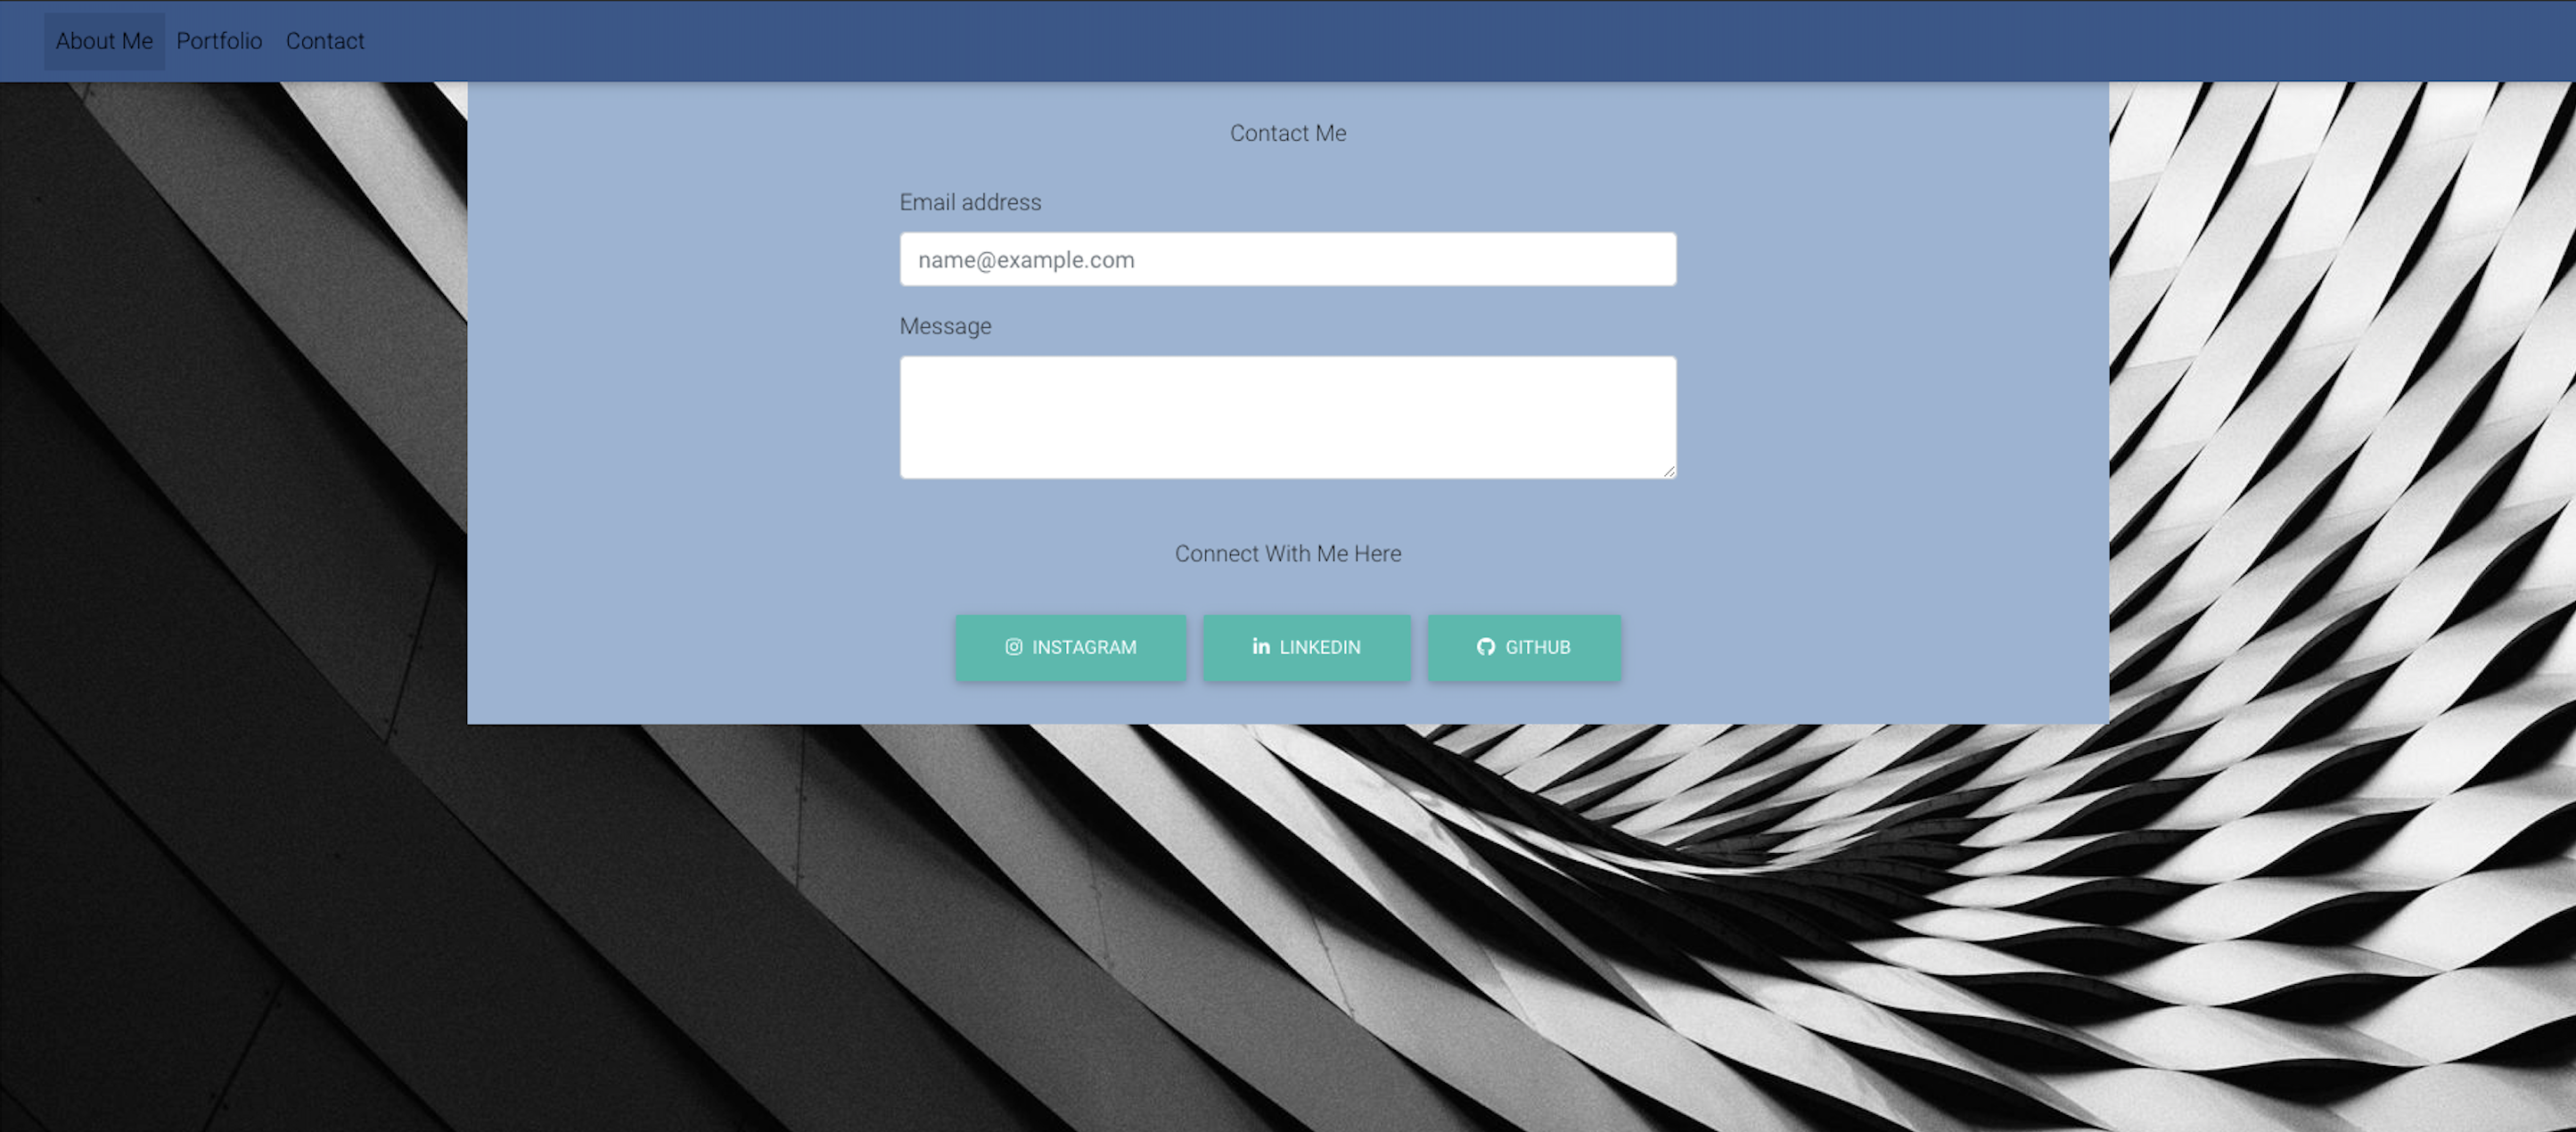 About Me Portfolio Contact
Contact Me
Email address
name@example.com
Message
Connect With Me Here
INSTAGRAM LINKEDIN GITHUB